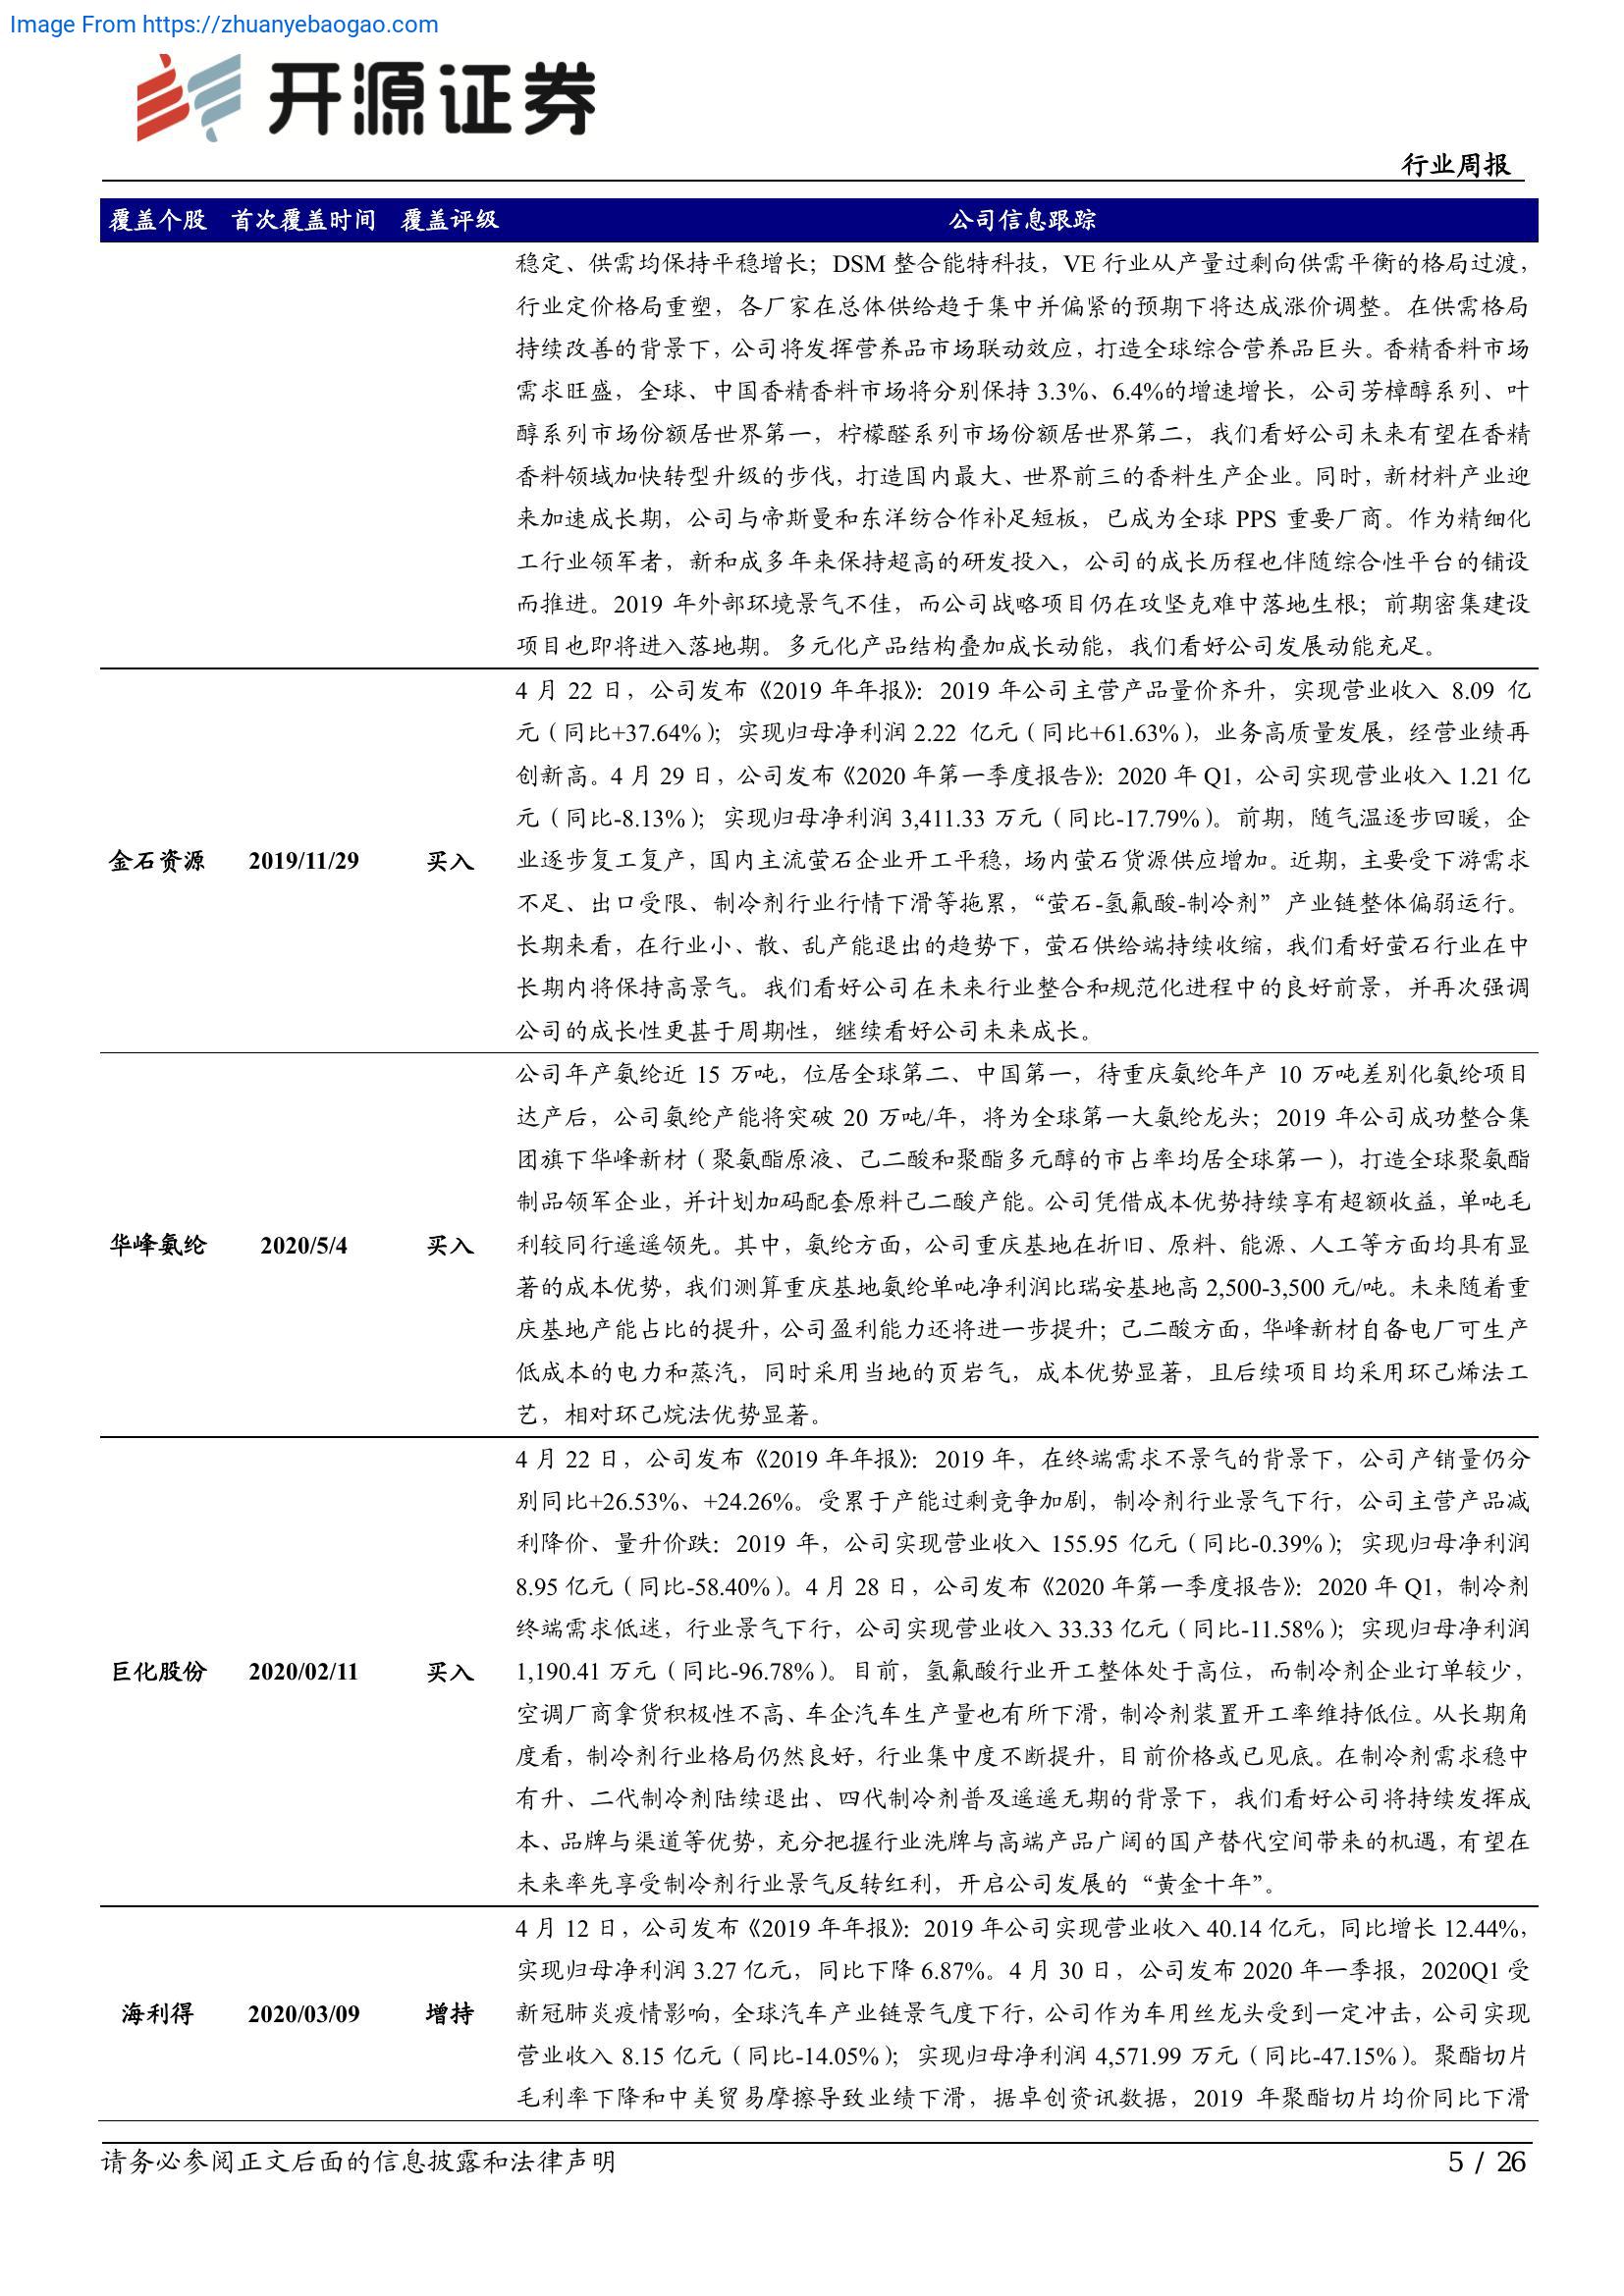 Image From https://zhuanyebaogao.com
开源证券
行业周报
覆盖个股 首次覆盖时间 覆盖评级 公司信息跟踪
稳定、供需均保持平稳增长；DSM 整合能特科技，VE 行业从产量过剩向供需平衡的格局过渡，
行业定价格局重塑，各厂家在总体供给趋于集中并偏紧的预期下将达成涨价调整。在供需格局
持续改善的背景下，公司将发挥营养品市场联动效应，打造全球综合营养品巨头。香精香料市场
需求旺盛，全球、中国香精香料市场将分别保持 3.3%、6.4%的增速增长，公司芳樟醇系列、叶
醇系列市场份额居世界第一，柠檬醛系列市场份额居世界第二，我们看好公司未来有望在香精
香料领域加快转型升级的步伐，打造国内最大、世界前三的香料生产企业。同时，新材料产业迎
来加速成长期，公司与帝斯曼和东洋纺合作补足短板，已成为全球 PPS 重要厂商。作为精细化
工行业领军者，新和成多年来保持超高的研发投入，公司的成长历程也伴随综合性平台的铺设
而推进。2019 年外部环境景气不佳，而公司战略项目仍在攻坚克难中落地生根；前期密集建设
项目也即将进入落地期。多元化产品结构叠加成长动能，我们看好公司发展动能充足。
4 月 22 日，公司发布《2019 年年报》：2019 年公司主营产品量价齐升，实现营业收入 8.09 亿
元（同比+37.64%）；实现归母净利润 2.22 亿元（同比+61.63%），业务高质量发展，经营业绩再
创新高。4 月 29 日，公司发布《2020 年第一季度报告》：2020 年 Q1，公司实现营业收入 1.21 亿
元（同比-8.13%）；实现归母净利润 3,411.33 万元（同比-17.79%）。前期，随气温逐步回暖，企
金石资源 2019/11/29 买入 业逐步复工复产，国内主流萤石企业开工平稳，场内萤石货源供应增加。近期，主要受下游需求
不足、出口受限、制冷剂行业行情下滑等拖累，“萤石-氢氟酸-制冷剂”产业链整体偏弱运行。
长期来看，在行业小、散、乱产能退出的趋势下，萤石供给端持续收缩，我们看好萤石行业在中
长期内将保持高景气。我们看好公司在未来行业整合和规范化进程中的良好前景，并再次强调
公司的成长性更甚于周期性，继续看好公司未来成长。
公司年产氨纶近 15 万吨，位居全球第二、中国第一，待重庆氨纶年产 10 万吨差别化氨纶项目
达产后，公司氨纶产能将突破 20 万吨/年，将为全球第一大氨纶龙头；2019 年公司成功整合集
团旗下华峰新材（聚氨酯原液、己二酸和聚酯多元醇的市占率均居全球第一），打造全球聚氨酯
制品领军企业，并计划加码配套原料己二酸产能。公司凭借成本优势持续享有超额收益，单吨毛
华峰氨纶 2020/5/4 买入 利较同行遥遥领先。其中，氨纶方面，公司重庆基地在折旧、原料、能源、人工等方面均具有显
著的成本优势，我们测算重庆基地氨纶单吨净利润比瑞安基地高 2,500-3,500 元/吨。未来随着重
庆基地产能占比的提升，公司盈利能力还将进一步提升；己二酸方面，华峰新材自备电厂可生产
低成本的电力和蒸汽，同时采用当地的页岩气，成本优势显著，且后续项目均采用环己烯法工
艺，相对环己烷法优势显著。
4 月 22 日，公司发布《2019 年年报》：2019 年，在终端需求不景气的背景下，公司产销量仍分
别同比+26.53%、+24.26%。受累于产能过剩竞争加剧，制冷剂行业景气下行，公司主营产品减
利降价、量升价跌：2019 年，公司实现营业收入 155.95 亿元（同比-0.39%）；实现归母净利润
8.95 亿元（同比-58.40%）。4 月 28 日，公司发布《2020 年第一季度报告》：2020 年 Q1，制冷剂
终端需求低迷，行业景气下行，公司实现营业收入 33.33 亿元（同比-11.58%）；实现归母净利润
巨化股份 2020/02/11 买入 1,190.41 万元（同比-96.78%）。目前，氢氟酸行业开工整体处于高位，而制冷剂企业订单较少，
空调厂商拿货积极性不高、车企汽车生产量也有所下滑，制冷剂装置开工率维持低位。从长期角
度看，制冷剂行业格局仍然良好，行业集中度不断提升，目前价格或已见底。在制冷剂需求稳中
有升、二代制冷剂陆续退出、四代制冷剂普及遥遥无期的背景下，我们看好公司将持续发挥成
本、品牌与渠道等优势，充分把握行业洗牌与高端产品广阔的国产替代空间带来的机遇，有望在
未来率先享受制冷剂行业景气反转红利，开启公司发展的“黄金十年”。
4 月 12 日，公司发布《2019 年年报》：2019 年公司实现营业收入 40.14 亿元，同比增长 12.44%，
实现归母净利润 3.27 亿元，同比下降 6.87%。4 月 30 日，公司发布 2020 年一季报，2020Q1 受
海利得 2020/03/09 增持 新冠肺炎疫情影响，全球汽车产业链景气度下行，公司作为车用丝龙头受到一定冲击，公司实现
营业收入 8.15 亿元（同比-14.05%）；实现归母净利润 4,571.99 万元（同比-47.15%）。聚酯切片
毛利率下降和中美贸易摩擦导致业绩下滑，据卓创资讯数据，2019 年聚酯切片均价同比下滑
请务必参阅正文后面的信息披露和法律声明 5 / 26